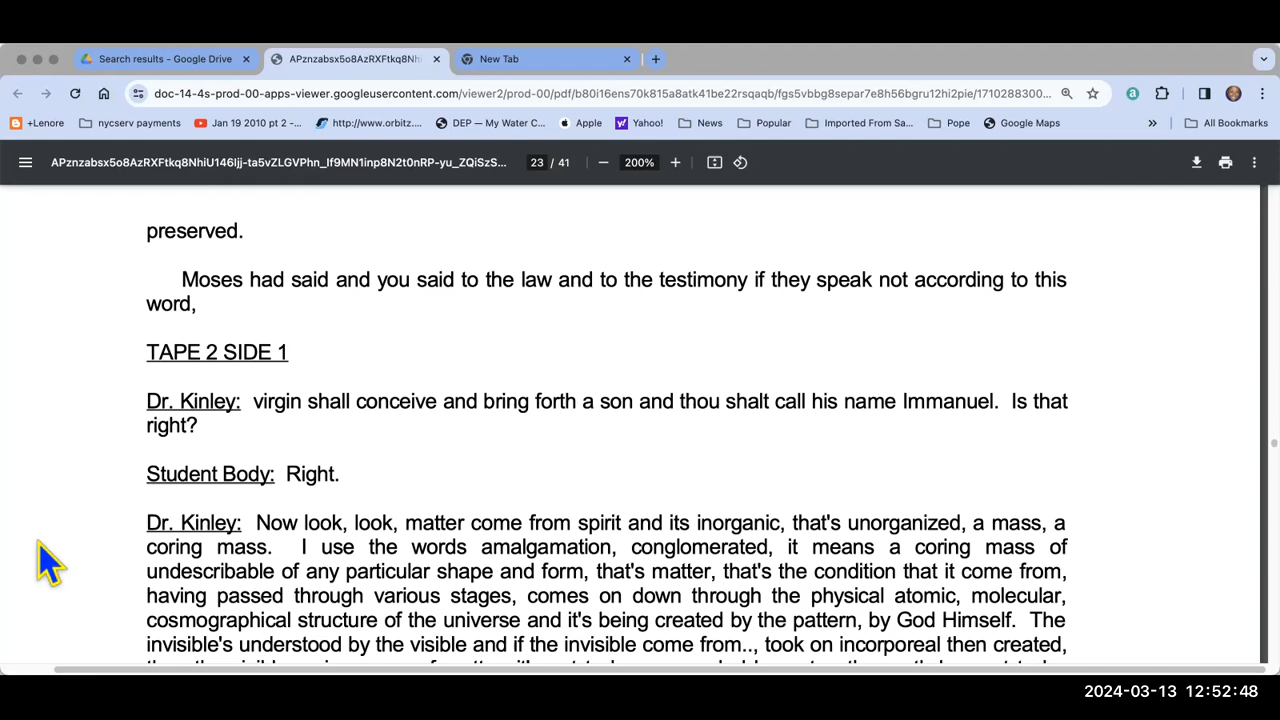 Search results - Google Drive
APznzabsx5o8AzRXFtkq8Nh
New Tab
doc-14-4s-prod-00-apps-viewer.googleusercontent.com/viewer2/prod-00/pdf/b80i16ens70k815a8atk41be22rsqaqb/fgs5vbbg8separ7e8h56bgru12hi2pie/1710288300...
+Lenore
nycserv payments
Jan 19 2010 pt 2 -...
http://www.orbitz....
DEP — My Water C...
Apple
Yahoo!
News
Popular
Imported From Sa...
Pope
Google Maps
All Bookmarks
APznzabsx5o8AzRXFtkq8NhiU146Ijj-ta5vZLGVPhn_If9MN1inp8N2t0nRP-yu_ZQiSzS...
23 / 41
200%
preserved.
Moses had said and you said to the law and to the testimony if they speak not according to this
word,
TAPE 2 SIDE 1
Dr. Kinley: virgin shall conceive and bring forth a son and thou shalt call his name Immanuel. Is that
right?
Student Body: Right.
Dr. Kinley: Now look, look, matter come from spirit and its inorganic, that's unorganized, a mass, a
coring mass. I use the words amalgamation, conglomerated, it means a coring mass of
undescribable of any particular shape and form, that's matter, that's the condition that it come from,
having passed through various stages, comes on down through the physical atomic, molecular,
cosmographical structure of the universe and it's being created by the pattern, by God Himself. The
invisible's understood by the visible and if the invisible come from.., took on incorporeal then created,
2024-03-13 12:52:48